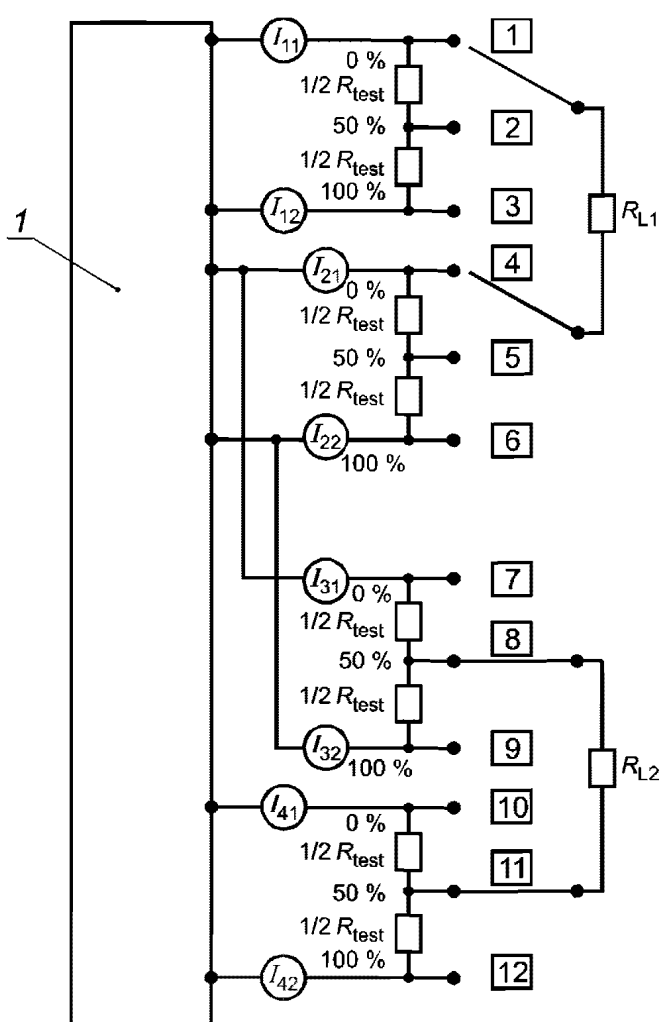 I11 1
0 %
1/2 Rtest
50 % 2
1/2 Rtest
100 %
I12 3
1
RL1
I21 4
0 %
1/2 Rtest
50 % 5
1/2 Rtest
I22 6
100 %
I31 7
0 %
1/2 Rtest
50 % 8
1/2 Rtest
I32 9
100 %
RL2
I41 10
0 %
1/2 Rtest
50 % 11
1/2 Rtest
100 %
I42 12